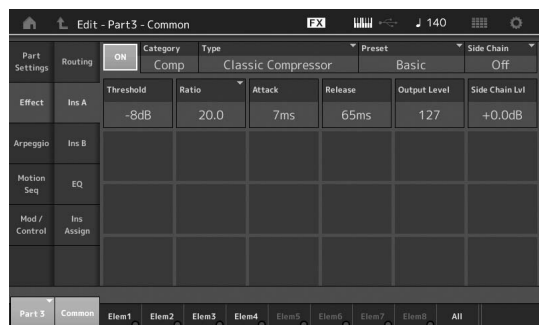 Edit - Part3 - Common FX 140
Part Settings Routing ON Category Comp Type Classic Compressor Preset Basic Side Chain Off
Effect Ins A Threshold -8dB Ratio 20.0 Attack 7ms Release 65ms Output Level 127 Side Chain Lvl +0.0dB
Arpeggio Ins B
Motion Seq EQ
Mod / Control Ins Assign
Part 3 Common Elem1 Elem2 Elem3 Elem4 Elem5 Elem6 Elem7 Elem8 All